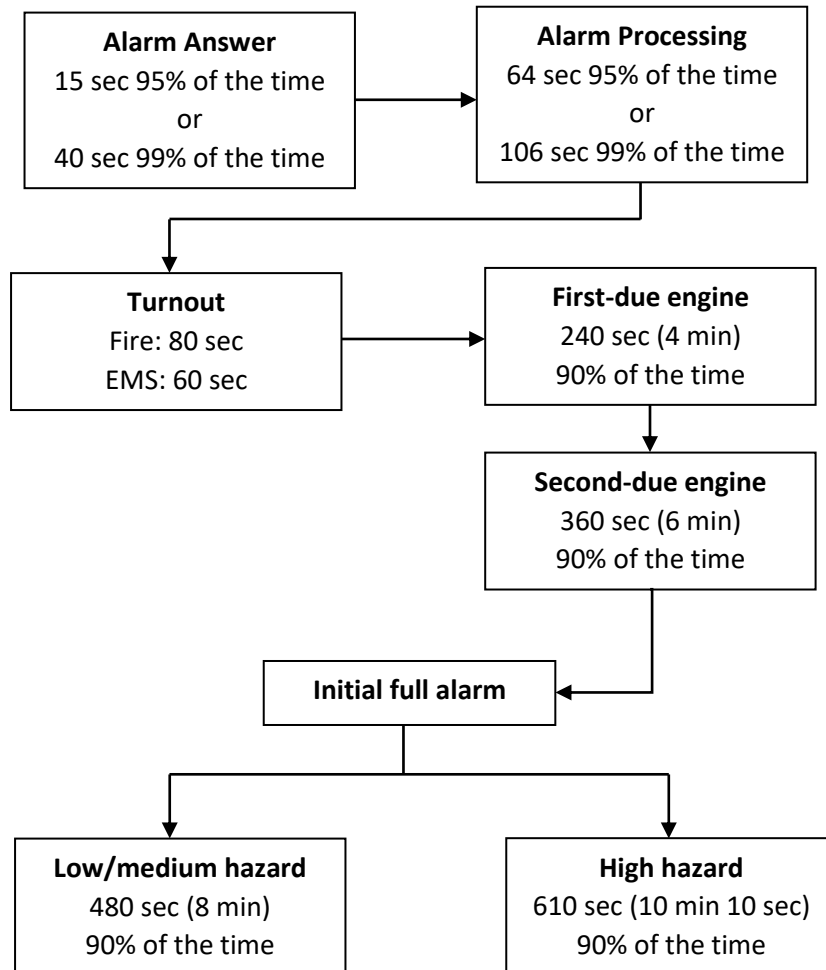 Alarm Answer
15 sec 95% of the time
or
40 sec 99% of the time
Alarm Processing
64 sec 95% of the time
or
106 sec 99% of the time
Turnout
Fire: 80 sec
EMS: 60 sec
First-due engine
240 sec (4 min)
90% of the time
Second-due engine
360 sec (6 min)
90% of the time
Initial full alarm
Low/medium hazard
480 sec (8 min)
90% of the time
High hazard
610 sec (10 min 10 sec)
90% of the time